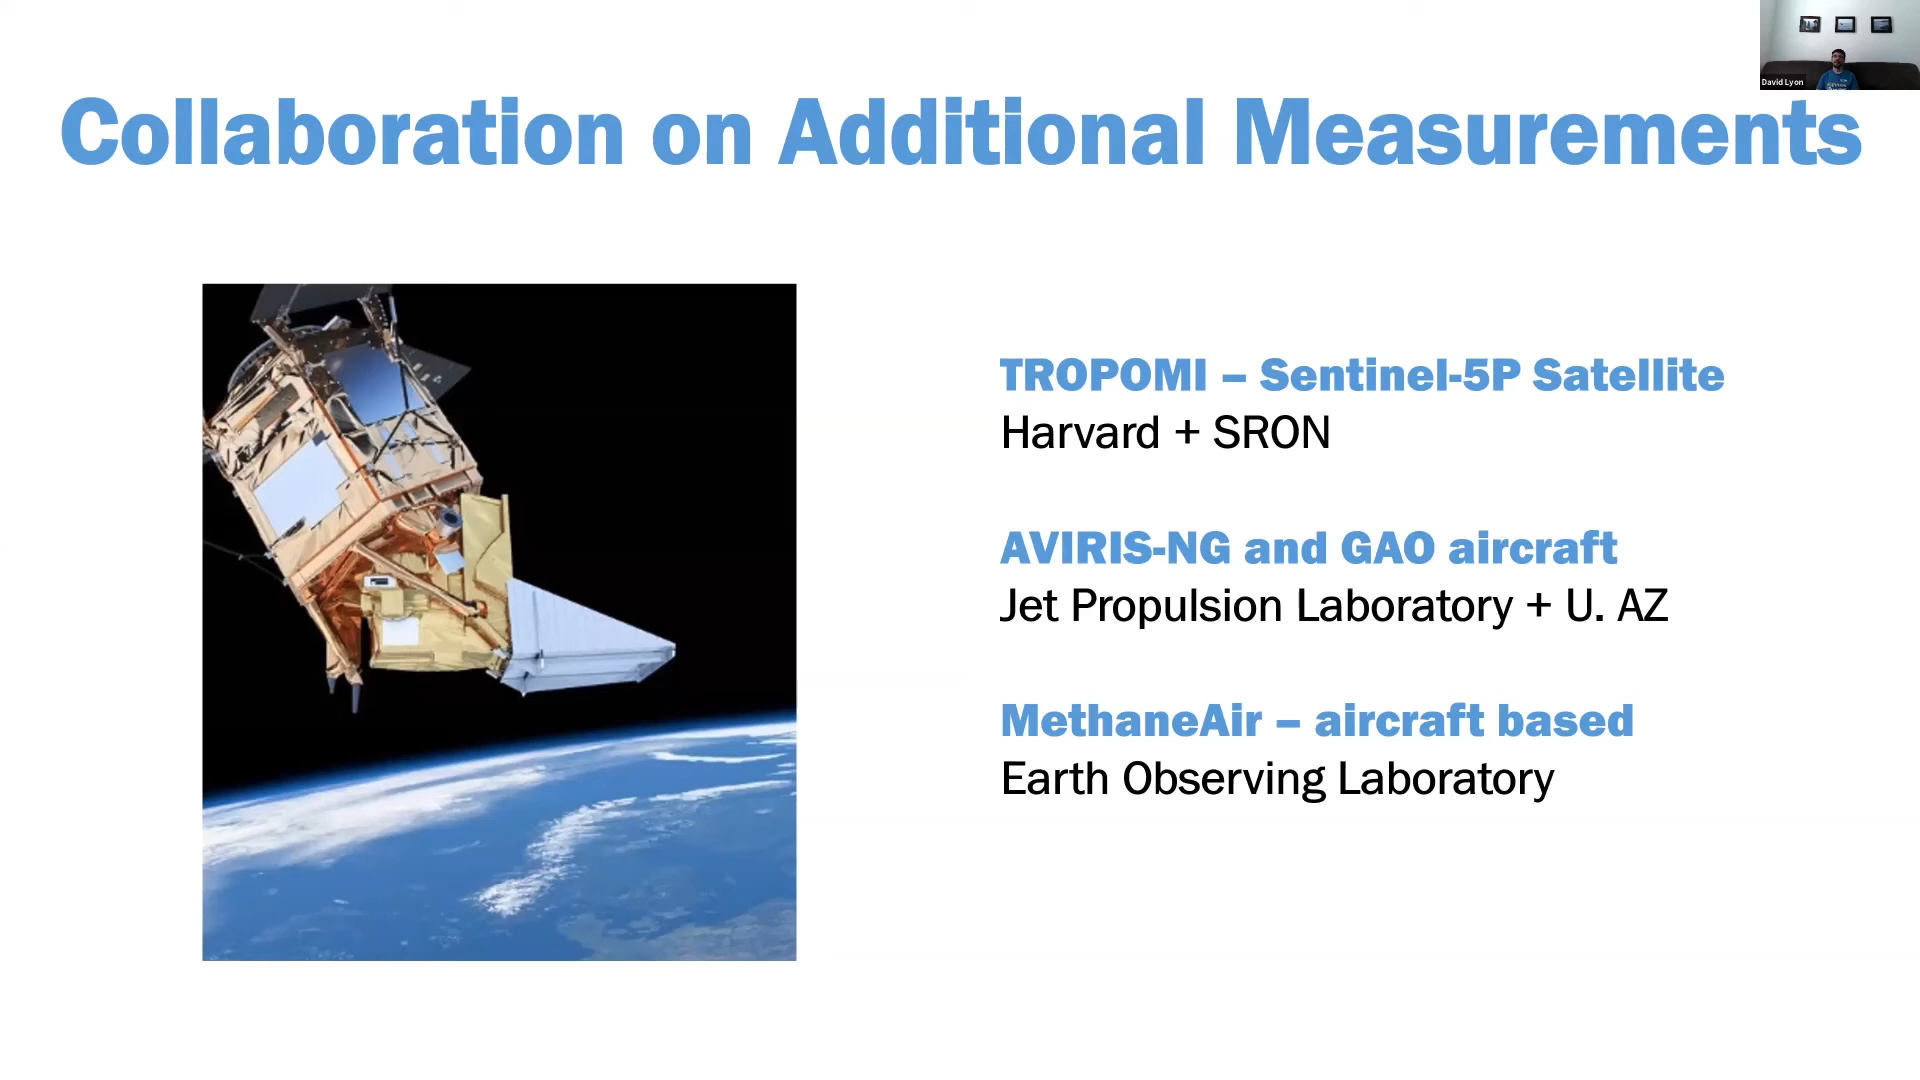 Collaboration on Additional Measurements
David Lyon
TROPOMI – Sentinel-5P Satellite
Harvard + SRON
AVIRIS-NG and GAO aircraft
Jet Propulsion Laboratory + U. AZ
MethaneAir – aircraft based
Earth Observing Laboratory